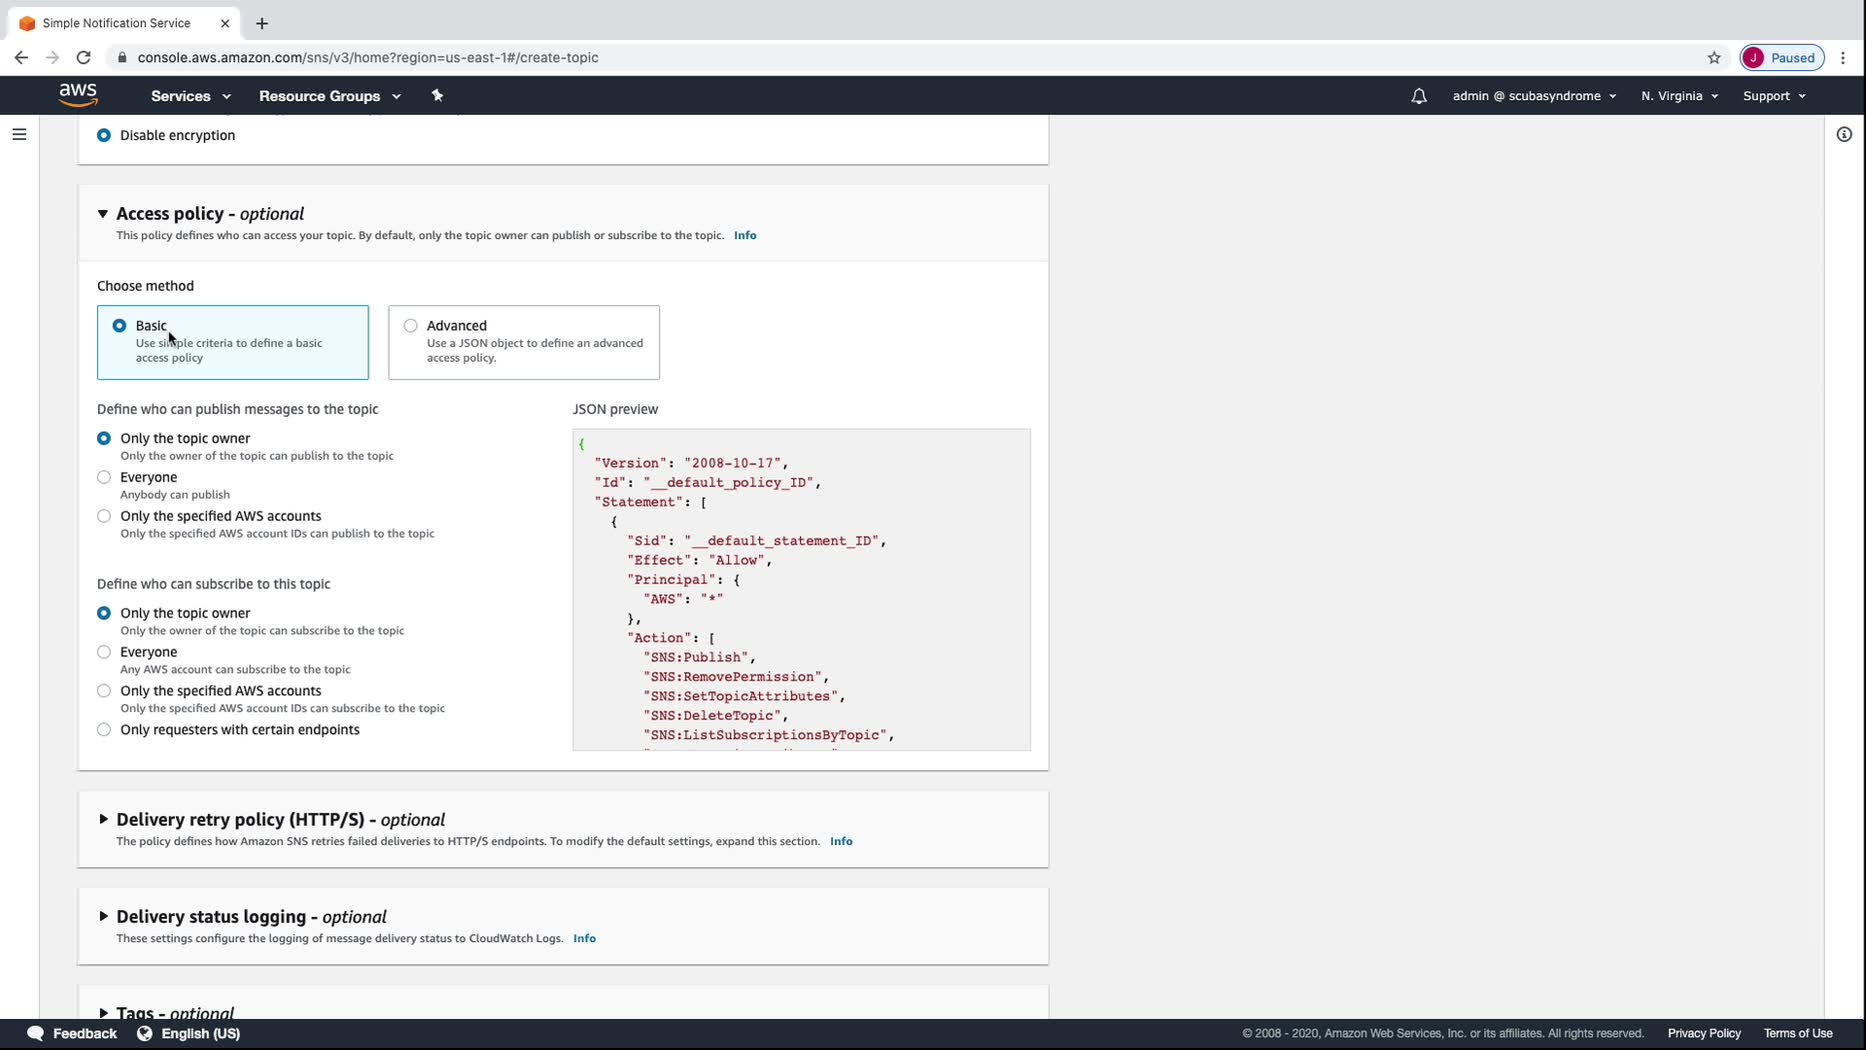 Simple Notification Service
console.aws.amazon.com/sns/v3/home?region=us-east-1#/create-topic
J Paused
aws Services Resource Groups admin @ scubasyndrome N. Virginia Support
Disable encryption
Access policy - optional
This policy defines who can access your topic. By default, only the topic owner can publish or subscribe to the topic. Info
Choose method
Basic
Use simple criteria to define a basic
access policy
Advanced
Use a JSON object to define an advanced
access policy.
Define who can publish messages to the topic
Only the topic owner
Only the owner of the topic can publish to the topic
Everyone
Anybody can publish
Only the specified AWS accounts
Only the specified AWS account IDs can publish to the topic
Define who can subscribe to this topic
Only the topic owner
Only the owner of the topic can subscribe to the topic
Everyone
Any AWS account can subscribe to the topic
Only the specified AWS accounts
Only the specified AWS account IDs can subscribe to the topic
Only requesters with certain endpoints
JSON preview
{
"Version": "2008-10-17",
"Id": "__default_policy_ID",
"Statement": [
{
"Sid": "__default_statement_ID",
"Effect": "Allow",
"Principal": {
"AWS": "*"
},
"Action": [
"SNS:Publish",
"SNS:RemovePermission",
"SNS:SetTopicAttributes",
"SNS:DeleteTopic",
"SNS:ListSubscriptionsByTopic",
Delivery retry policy (HTTP/S) - optional
The policy defines how Amazon SNS retries failed deliveries to HTTP/S endpoints. To modify the default settings, expand this section. Info
Delivery status logging - optional
These settings configure the logging of message delivery status to CloudWatch Logs. Info
Tags - optional
Feedback English (US) © 2008 - 2020, Amazon Web Services, Inc. or its affiliates. All rights reserved. Privacy Policy Terms of Use